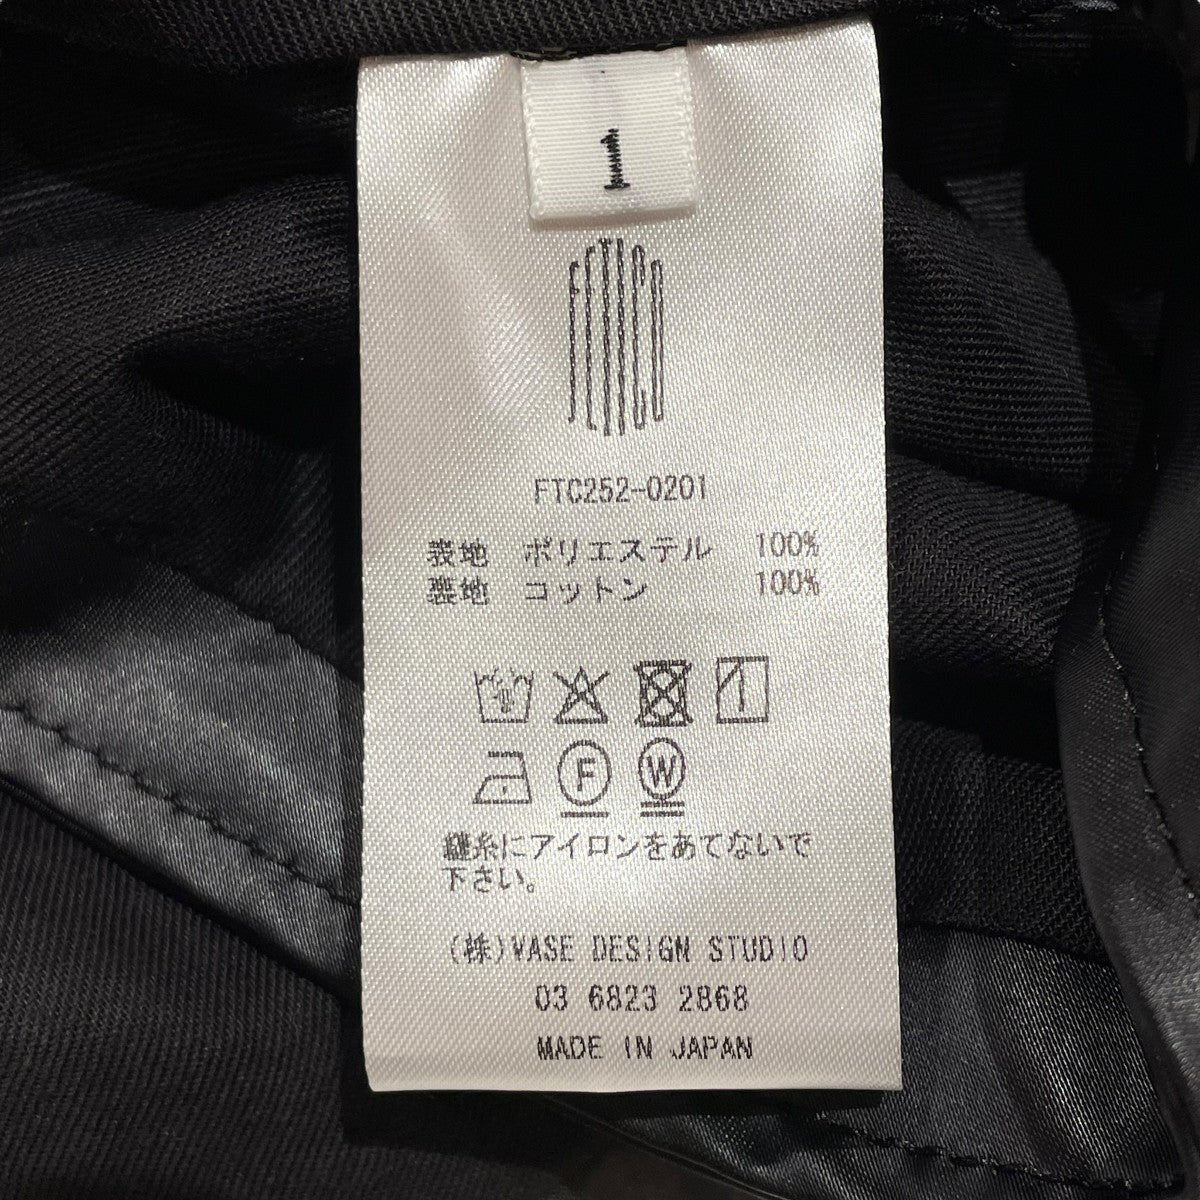 1
FETICO
FTC252-0201
表地 ポリエステル 100%
裏地 コットン 100%
F W
縫糸にアイロンをあてないで
下さい。
(株)VASE DESIGN STUDIO
03 6823 2868
MADE IN JAPAN